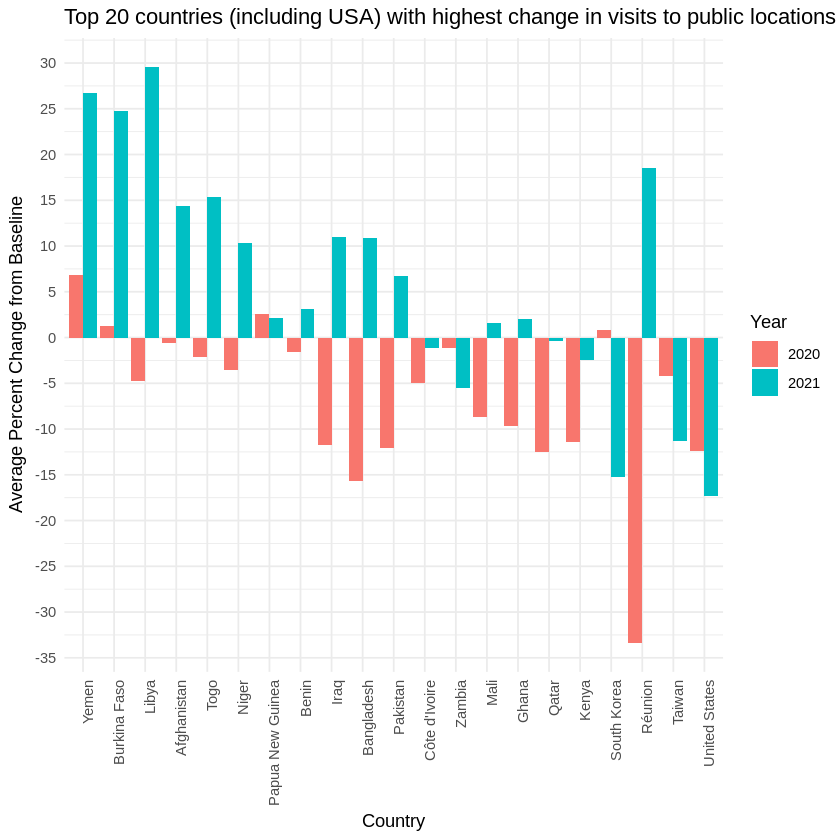 Top 20 countries (including USA) with highest change in visits to public locations
Average Percent Change from Baseline
30
25
20
15
10
5
0
-5
-10
-15
-20
-25
-30
-35
Yemen
Burkina Faso
Libya
Afghanistan
Togo
Niger
Papua New Guinea
Benin
Iraq
Bangladesh
Pakistan
Côte d'Ivoire
Zambia
Mali
Ghana
Qatar
Kenya
South Korea
Réunion
Taiwan
United States
Country
Year
2020
2021